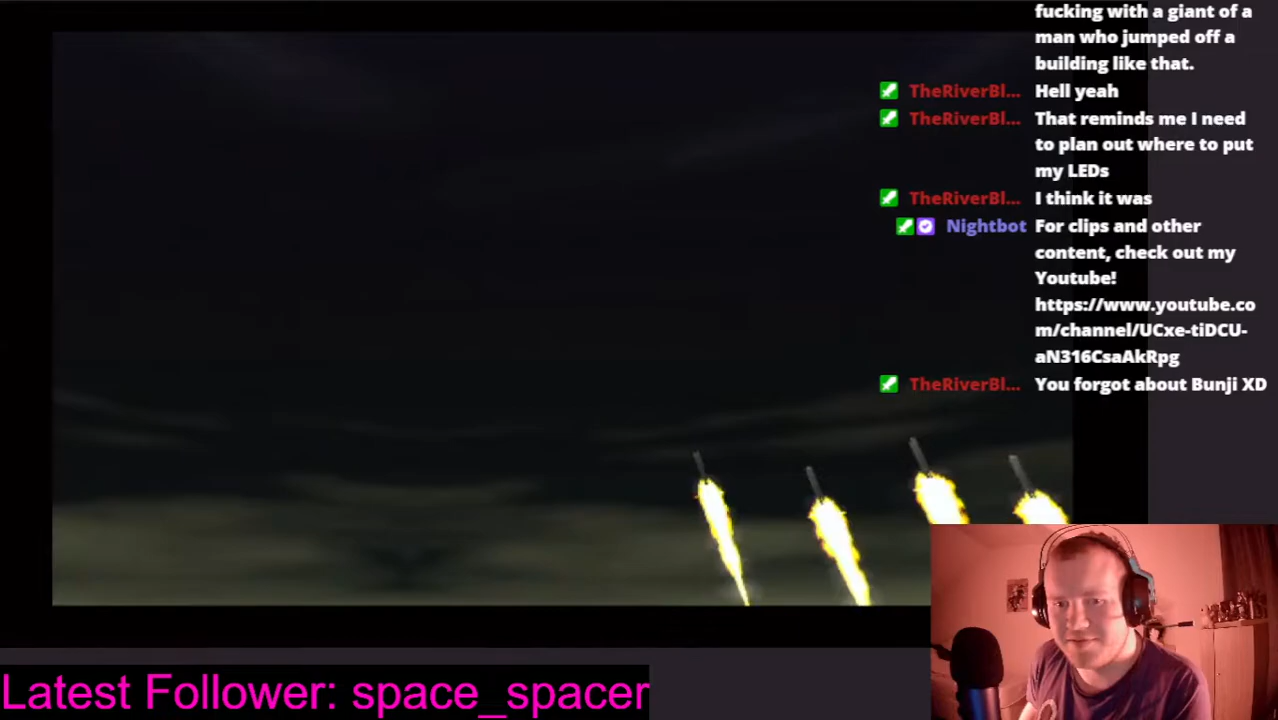 fucking with a giant of a
man who jumped off a
building like that.
TheRiverBl... Hell yeah
TheRiverBl... That reminds me I need
to plan out where to put
my LEDs
TheRiverBl... I think it was
Nightbot For clips and other
content, check out my
Youtube!
https://www.youtube.co
m/channel/UCxe-tiDCU-
aN316CsaAkRpg
TheRiverBl... You forgot about Bunji XD
Latest Follower: space_spacer